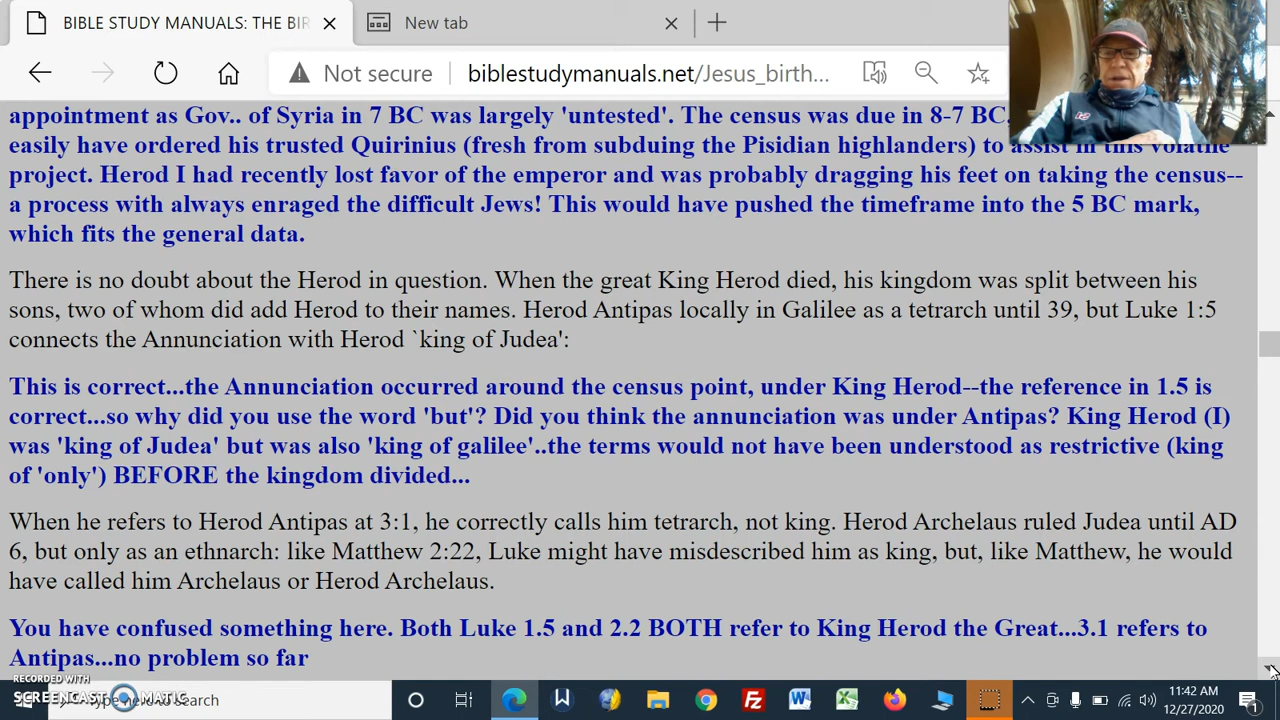 BIBLE STUDY MANUALS: THE BIR
New tab
Not secure
biblestudymanuals.net/Jesus_birth...
appointment as Gov.. of Syria in 7 BC was largely 'untested'. The census was due in 8-7 BC,
easily have ordered his trusted Quirinius (fresh from subduing the Pisidian highlanders) to assist in this volatile
project. Herod I had recently lost favor of the emperor and was probably dragging his feet on taking the census--
a process with always enraged the difficult Jews! This would have pushed the timeframe into the 5 BC mark,
which fits the general data.
There is no doubt about the Herod in question. When the great King Herod died, his kingdom was split between his
sons, two of whom did add Herod to their names. Herod Antipas locally in Galilee as a tetrarch until 39, but Luke 1:5
connects the Annunciation with Herod `king of Judea':
This is correct...the Annunciation occurred around the census point, under King Herod--the reference in 1.5 is
correct...so why did you use the word 'but'? Did you think the annunciation was under Antipas? King Herod (I)
was 'king of Judea' but was also 'king of galilee'..the terms would not have been understood as restrictive (king
of 'only') BEFORE the kingdom divided...
When he refers to Herod Antipas at 3:1, he correctly calls him tetrarch, not king. Herod Archelaus ruled Judea until AD
6, but only as an ethnarch: like Matthew 2:22, Luke might have misdescribed him as king, but, like Matthew, he would
have called him Archelaus or Herod Archelaus.
You have confused something here. Both Luke 1.5 and 2.2 BOTH refer to King Herod the Great...3.1 refers to
Antipas...no problem so far
RECORDED WITH
SCREENCAST MATIC
Type here to search
11:42 AM
12/27/2020
1